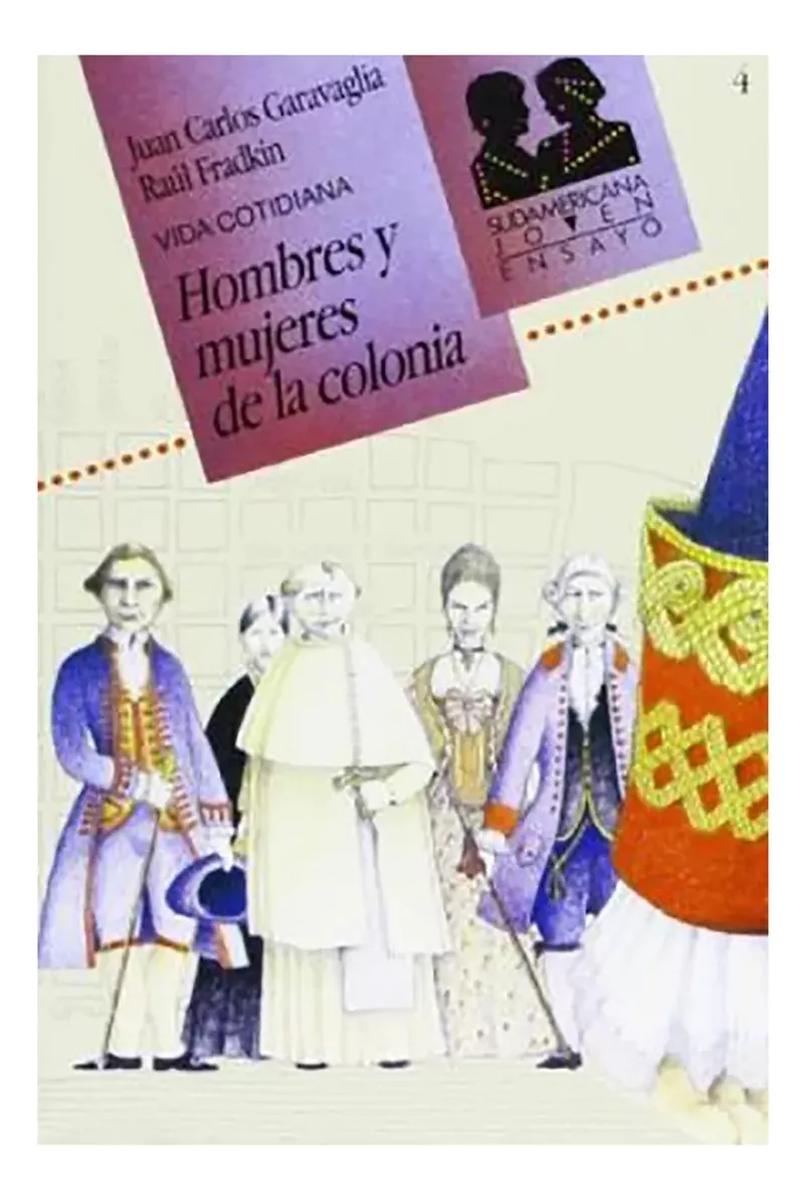 4
Juan Carlos Garavaglia
Raúl Fradkin
VIDA COTIDIANA
Hombres y
mujeres
de la colonia
SUDAMERICANA
JOVEN
ENSAYO